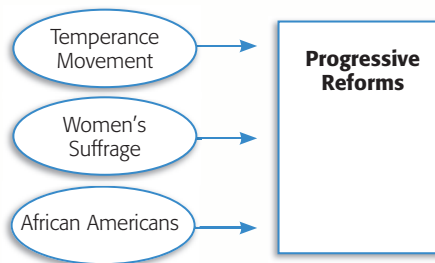 Temperance
Movement
Progressive
Reforms
Women's
Suffrage
African Americans